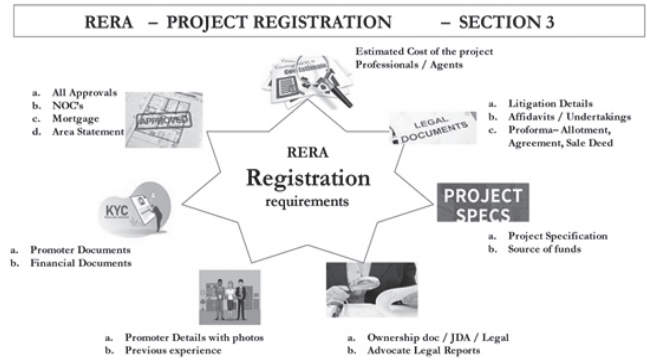 RERA – PROJECT REGISTRATION – SECTION 3
Estimated Cost of the project
Professionals / Agents
a. All Approvals
b. NOC's
c. Mortgage
d. Area Statement
APPROVED
LEGAL
DOCUMENTS
a. Litigation Details
b. Affidavits / Undertakings
c. Proforma– Allotment,
Agreement, Sale Deed
RERA
Registration
requirements
KYC
PROJECT
SPECS
a. Project Specification
b. Source of funds
a. Promoter Documents
b. Financial Documents
a. Promoter Details with photos
b. Previous experience
a. Ownership doc / JDA / Legal
b. Advocate Legal Reports